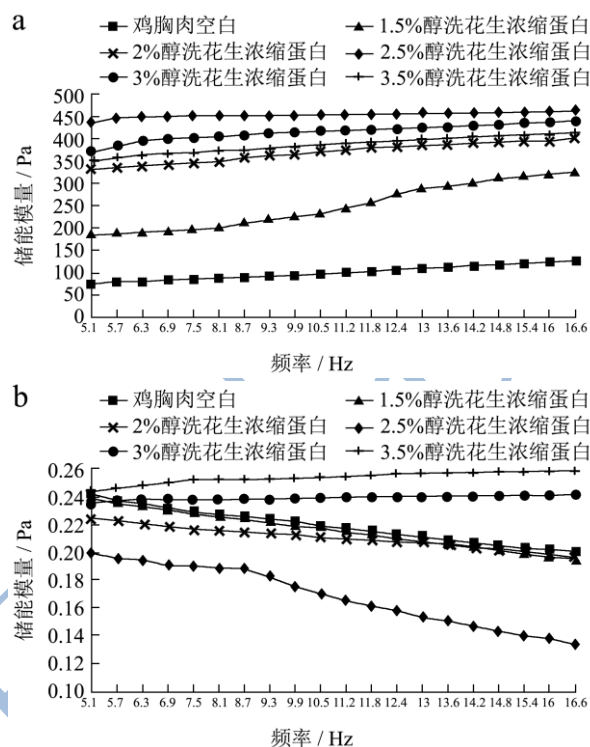 a
鸡胸肉空白 1.5%醇洗花生浓缩蛋白
2%醇洗花生浓缩蛋白 2.5%醇洗花生浓缩蛋白
3%醇洗花生浓缩蛋白 3.5%醇洗花生浓缩蛋白
储能模量 / Pa
500
450
400
350
300
250
200
150
100
50
0
5.1 5.7 6.3 6.9 7.5 8.1 8.7 9.3 9.9 10.5 11.2 11.8 12.4 13 13.6 14.2 14.8 15.4 16 16.6
频率 / Hz
b
鸡胸肉空白 1.5%醇洗花生浓缩蛋白
2%醇洗花生浓缩蛋白 2.5%醇洗花生浓缩蛋白
3%醇洗花生浓缩蛋白 3.5%醇洗花生浓缩蛋白
储能模量 / Pa
0.26
0.24
0.22
0.20
0.18
0.16
0.14
0.12
0.10
5.1 5.7 6.3 6.9 7.5 8.1 8.7 9.3 9.9 10.5 11.2 11.8 12.4 13 13.6 14.2 14.8 15.4 16 16.6
频率 / Hz